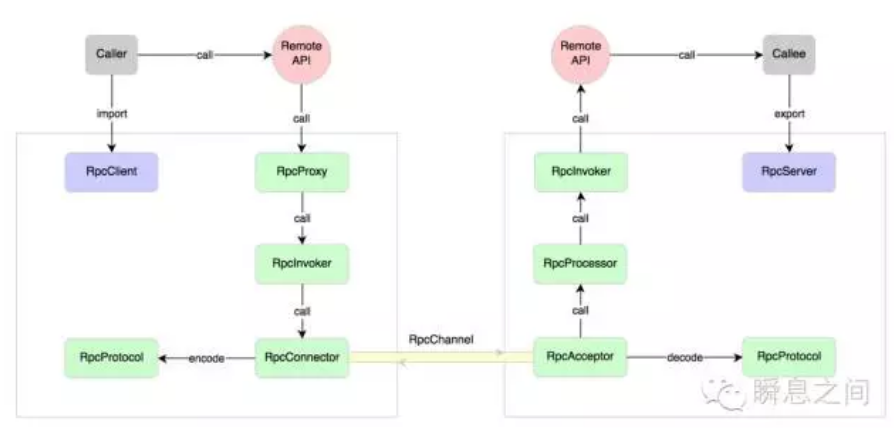 Caller
call
Remote
API
Remote
API
call
Callee
import
call
call
export
RpcClient
RpcProxy
RpcInvoker
RpcServer
call
call
RpcInvoker
RpcProcessor
call
call
RpcChannel
RpcProtocol
encode
RpcConnector
RpcAcceptor
decode
RpcProtocol
瞬息之间